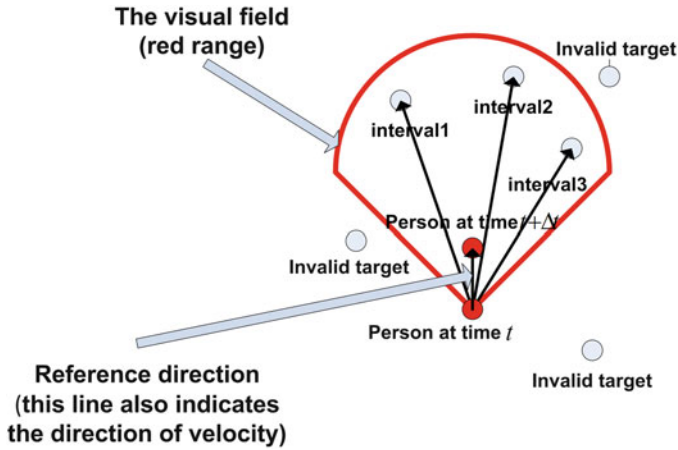 The visual field
(red range)
Invalid target
interval1
interval2
interval3
Person at time t+Δt
Invalid target
Person at time t
Invalid target
Reference direction
(this line also indicates
the direction of velocity)